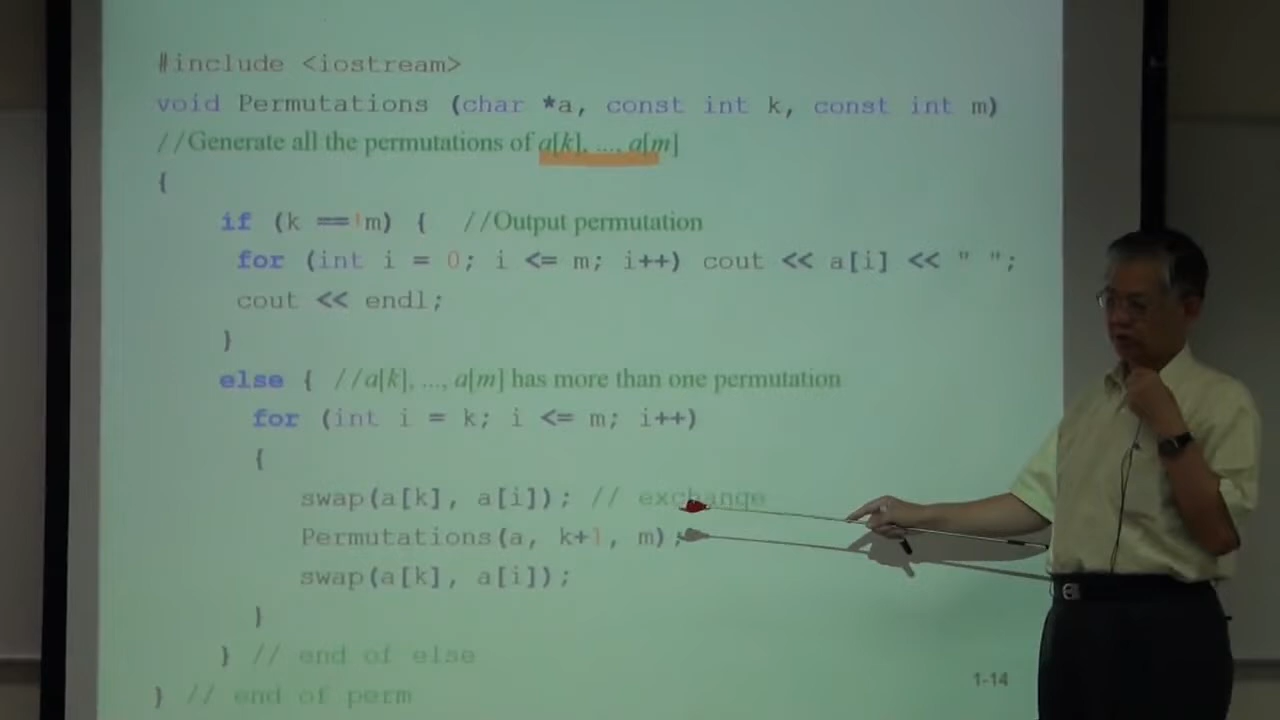 #include <iostream>
void Permutations (char *a, const int k, const int m)
//Generate all the permutations of a[k], ..., a[m]
{
if (k == m) { //Output permutation
for (int i = 0; i <= m; i++) cout << a[i] << " ";
cout << endl;
}
else { //a[k], ..., a[m] has more than one permutation
for (int i = k; i <= m; i++)
{
swap(a[k], a[i]); // exchange
Permutations(a, k+1, m);
swap(a[k], a[i]);
}
} // end of else
} // end of perm
1-14